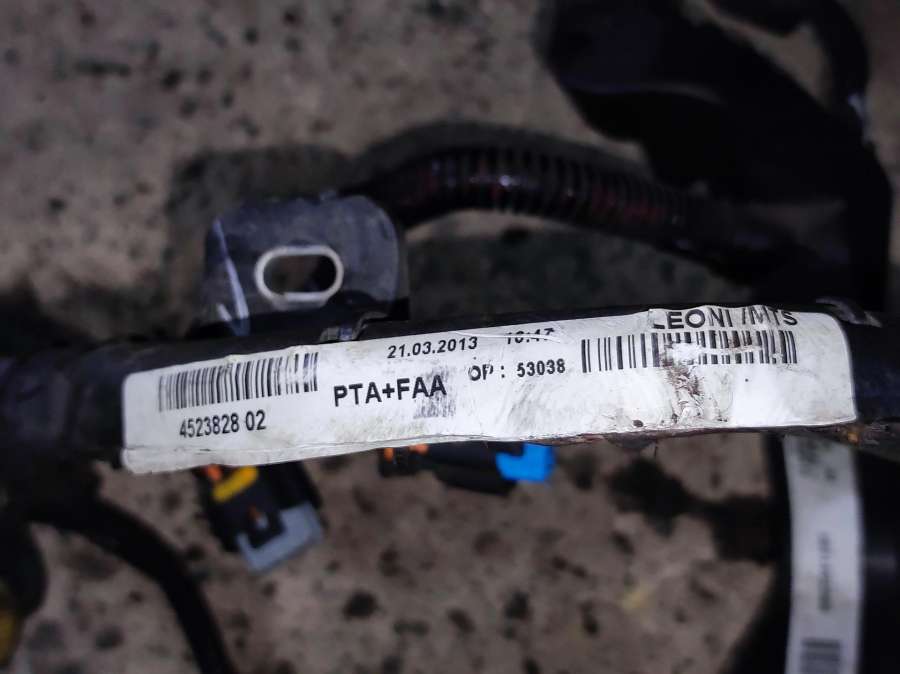 21.03.2013
LEONI /MTS
PTA+FAA
OP : 53038
4523828 02